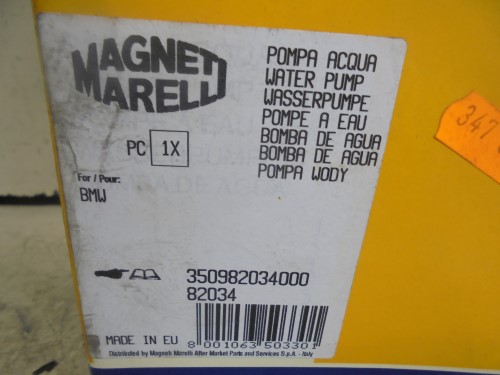 MAGNETI
MARELLI
POMPA ACQUA
WATER PUMP
WASSERPUMPE
POMPE A EAU
BOMBA DE AGUA
BOMBA DE AGUA
POMPA WODY
PC 1X
For / Pour:
BMW
350982034000
82034
MADE IN EU
8 001063 503301
Distributed by Magneti Marelli After Market Parts and Services S.p.A. - Italy
347